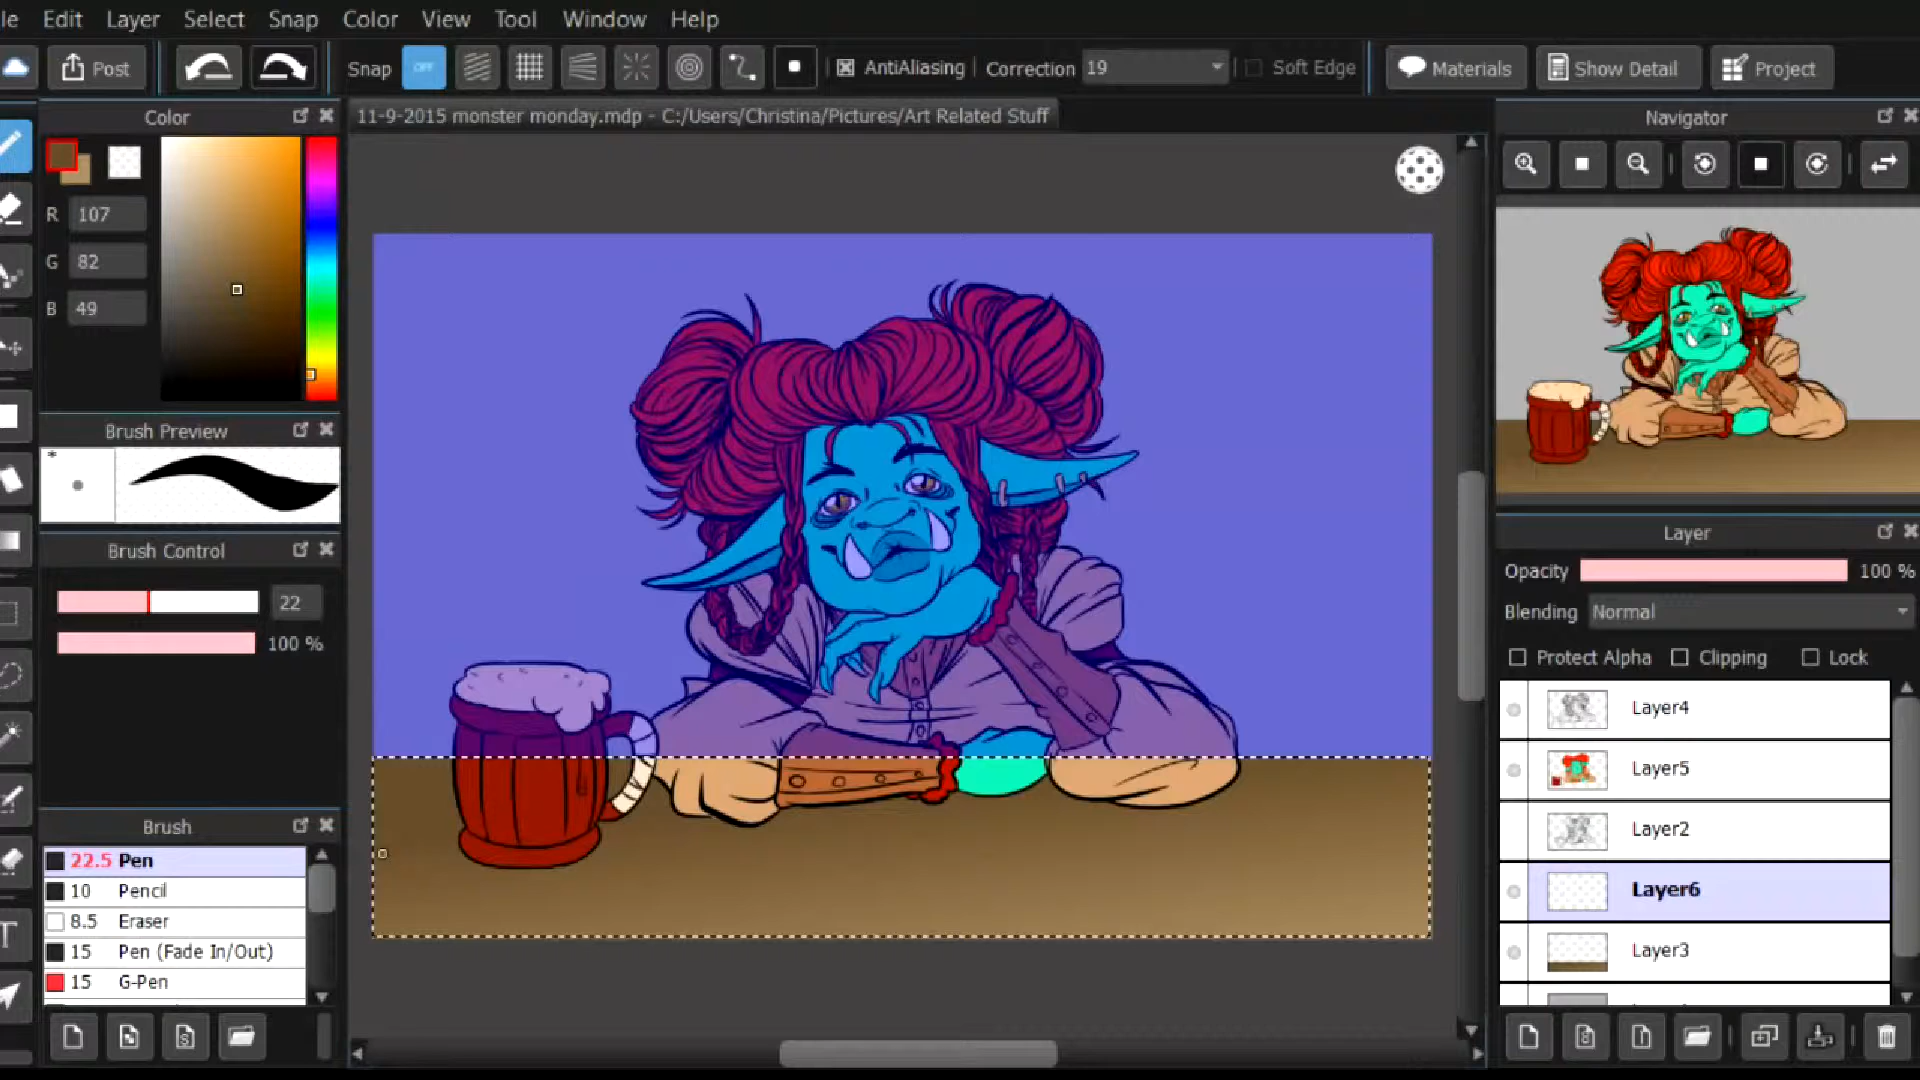 le Edit Layer Select Snap Color View Tool Window Help
Post Snap OFF AntiAliasing Correction 19 Soft Edge Materials Show Detail Project
Color
11-9-2015 monster monday.mdp - C:/Users/Christina/Pictures/Art Related Stuff
Navigator
R 107
G 82
B 49
Brush Preview
Brush Control
22
100 %
Brush
22.5 Pen
10 Pencil
8.5 Eraser
15 Pen (Fade In/Out)
15 G-Pen
Layer
Opacity 100 %
Blending Normal
Protect Alpha Clipping Lock
Layer4
Layer5
Layer2
Layer6
Layer3